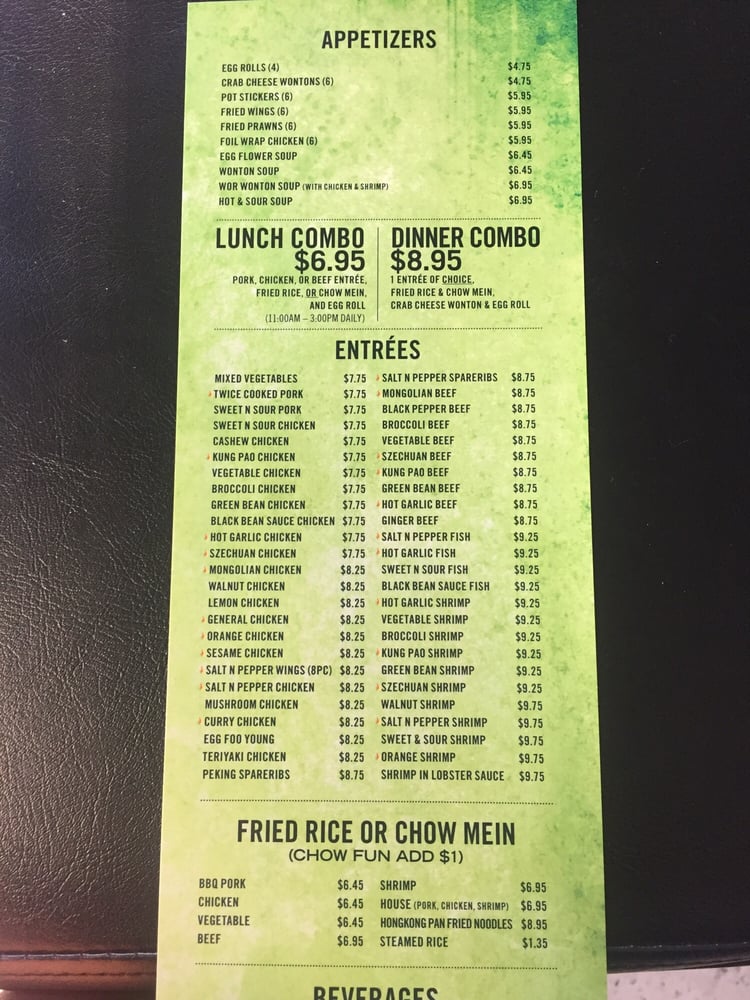 APPETIZERS
EGG ROLLS (4) $4.75
CRAB CHEESE WONTONS (6) $4.75
POT STICKERS (6) $5.95
FRIED WINGS (6) $5.95
FRIED PRAWNS (6) $5.95
FOIL WRAP CHICKEN (6) $5.95
EGG FLOWER SOUP $6.45
WONTON SOUP $6.45
WOR WONTON SOUP (WITH CHICKEN & SHRIMP) $6.95
HOT & SOUR SOUP $6.95
LUNCH COMBO
$6.95
PORK, CHICKEN, OR BEEF ENTRÉE,
FRIED RICE, OR CHOW MEIN,
AND EGG ROLL
(11:00AM – 3:00PM DAILY)
DINNER COMBO
$8.95
1 ENTRÉE OF CHOICE,
FRIED RICE & CHOW MEIN,
CRAB CHEESE WONTON & EGG ROLL
ENTRÉES
MIXED VEGETABLES $7.75
TWICE COOKED PORK $7.75
SWEET N SOUR PORK $7.75
SWEET N SOUR CHICKEN $7.75
CASHEW CHICKEN $7.75
KUNG PAO CHICKEN $7.75
VEGETABLE CHICKEN $7.75
BROCCOLI CHICKEN $7.75
GREEN BEAN CHICKEN $7.75
BLACK BEAN SAUCE CHICKEN $7.75
HOT GARLIC CHICKEN $7.75
SZECHUAN CHICKEN $7.75
MONGOLIAN CHICKEN $8.25
WALNUT CHICKEN $8.25
LEMON CHICKEN $8.25
GENERAL CHICKEN $8.25
ORANGE CHICKEN $8.25
SESAME CHICKEN $8.25
SALT N PEPPER WINGS (8PC) $8.25
SALT N PEPPER CHICKEN $8.25
MUSHROOM CHICKEN $8.25
CURRY CHICKEN $8.25
EGG FOO YOUNG $8.25
TERIYAKI CHICKEN $8.25
PEKING SPARERIBS $8.75
SALT N PEPPER SPARERIBS $8.75
MONGOLIAN BEEF $8.75
BLACK PEPPER BEEF $8.75
BROCCOLI BEEF $8.75
VEGETABLE BEEF $8.75
SZECHUAN BEEF $8.75
KUNG PAO BEEF $8.75
GREEN BEAN BEEF $8.75
HOT GARLIC BEEF $8.75
GINGER BEEF $8.75
SALT N PEPPER FISH $9.25
HOT GARLIC FISH $9.25
SWEET N SOUR FISH $9.25
BLACK BEAN SAUCE FISH $9.25
HOT GARLIC SHRIMP $9.25
VEGETABLE SHRIMP $9.25
BROCCOLI SHRIMP $9.25
KUNG PAO SHRIMP $9.25
GREEN BEAN SHRIMP $9.25
SZECHUAN SHRIMP $9.25
WALNUT SHRIMP $9.75
SALT N PEPPER SHRIMP $9.75
SWEET & SOUR SHRIMP $9.75
ORANGE SHRIMP $9.75
SHRIMP IN LOBSTER SAUCE $9.75
FRIED RICE OR CHOW MEIN
(CHOW FUN ADD $1)
BBQ PORK $6.45
CHICKEN $6.45
VEGETABLE $6.45
BEEF $6.95
SHRIMP $6.95
HOUSE (PORK, CHICKEN, SHRIMP) $6.95
HONGKONG PAN FRIED NOODLES $8.95
STEAMED RICE $1.35
BEVERAGES